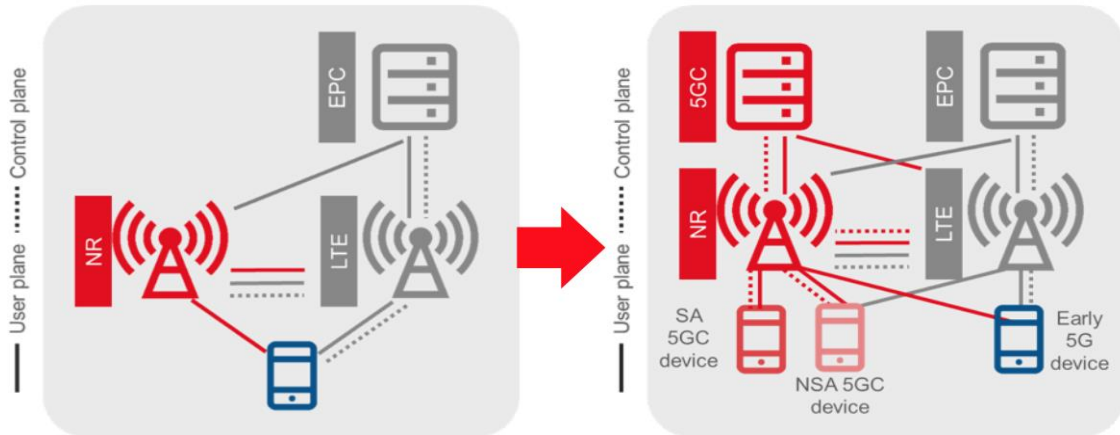 User plane Control plane
EPC
NR
LTE
User plane Control plane
5GC
EPC
NR
LTE
SA
5GC
device
NSA 5GC
device
Early
5G
device